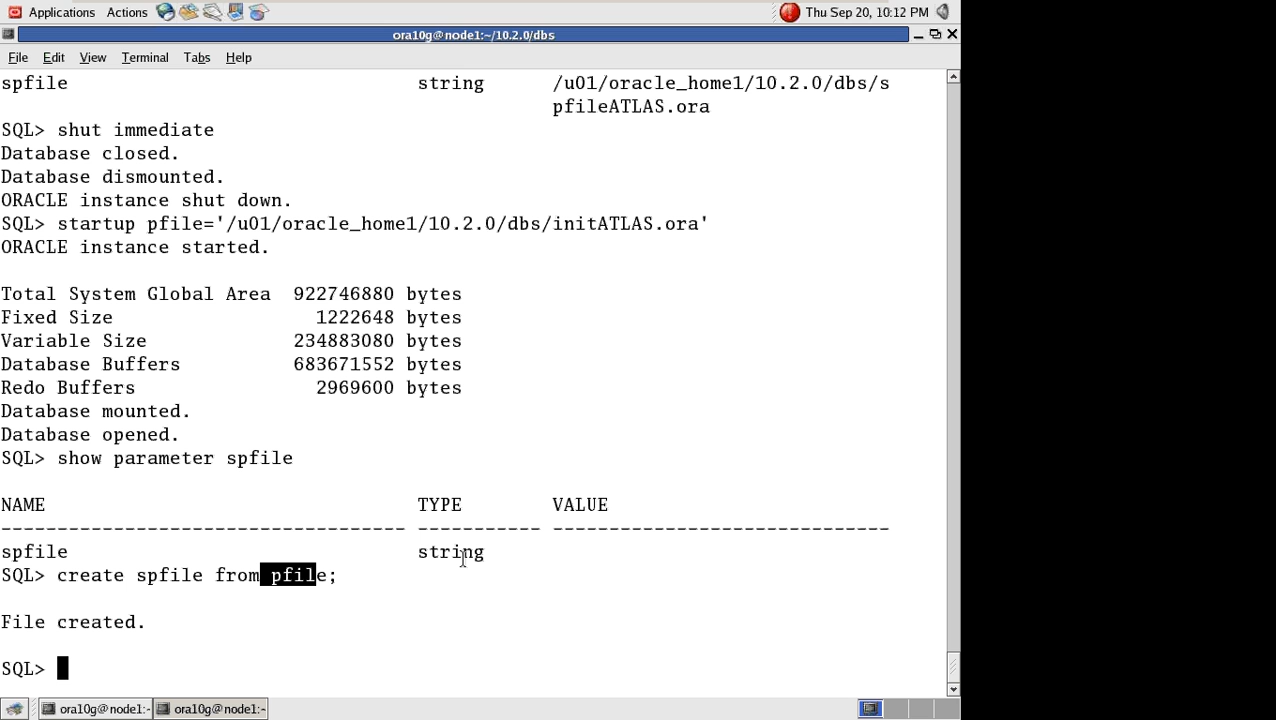 Applications Actions Thu Sep 20, 10:12 PM
ora10g@node1:~/10.2.0/dbs
File Edit View Terminal Tabs Help
spfile string /u01/oracle_home1/10.2.0/dbs/s
pfileATLAS.ora
SQL> shut immediate
Database closed.
Database dismounted.
ORACLE instance shut down.
SQL> startup pfile='/u01/oracle_home1/10.2.0/dbs/initATLAS.ora'
ORACLE instance started.
Total System Global Area 922746880 bytes
Fixed Size 1222648 bytes
Variable Size 234883080 bytes
Database Buffers 683671552 bytes
Redo Buffers 2969600 bytes
Database mounted.
Database opened.
SQL> show parameter spfile
NAME TYPE VALUE
------------------------------------ ----------- ------------------------------
spfile string
SQL> create spfile from pfile;
File created.
SQL>
ora10g@node1:- ora10g@node1:~